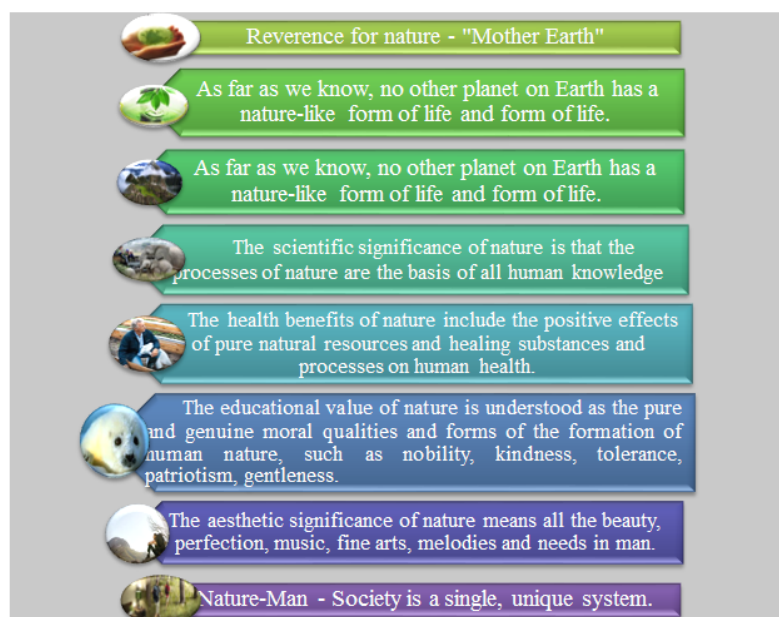 Reverence for nature - "Mother Earth"
As far as we know, no other planet on Earth has a
nature-like form of life and form of life.
As far as we know, no other planet on Earth has a
nature-like form of life and form of life.
The scientific significance of nature is that the
processes of nature are the basis of all human knowledge
The health benefits of nature include the positive effects
of pure natural resources and healing substances and
processes on human health.
The educational value of nature is understood as the pure
and genuine moral qualities and forms of the formation of
human nature, such as nobility, kindness, tolerance,
patriotism, gentleness.
The aesthetic significance of nature means all the beauty,
perfection, music, fine arts, melodies and needs in man.
Nature-Man - Society is a single, unique system.